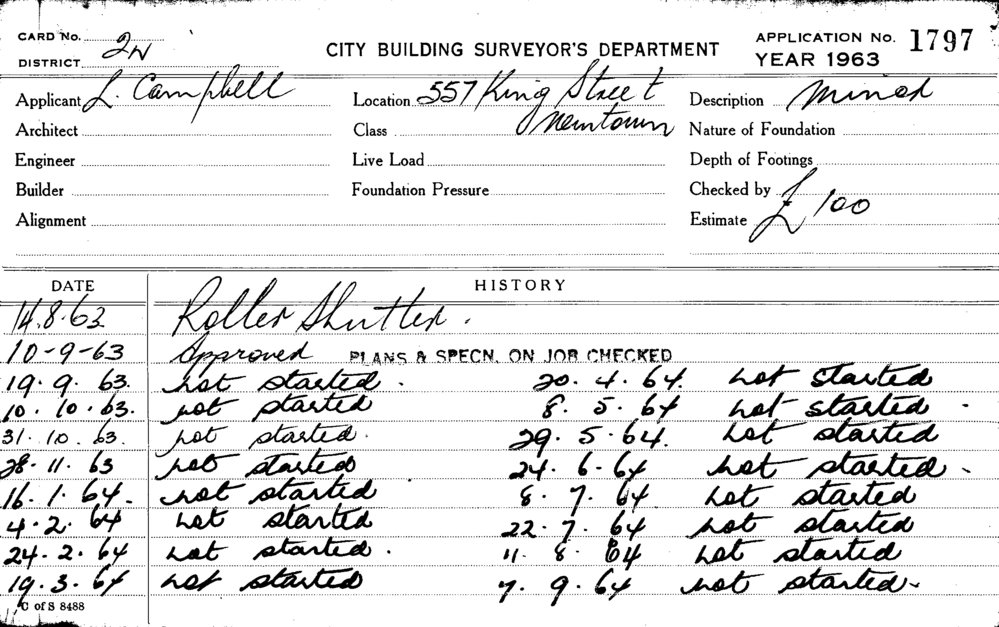 CARD No. 2N
DISTRICT
CITY BUILDING SURVEYOR'S DEPARTMENT
APPLICATION No. 1797
YEAR 1963
Applicant L. Campbell
Location 557 King Street
Newtown
Description Minor
Architect
Class
Nature of Foundation
Engineer
Live Load
Depth of Footings
Builder
Foundation Pressure
Checked by
Alignment
Estimate £100
DATE HISTORY
14.8.63 Roller Shutter.
10-9-63 Approved PLANS & SPECN. ON JOB CHECKED
19.9.63. not started. 20.4.64. not started
10.10.63. not started 8.5.64 not started.
31.10.63. not started. 29.5.64. not started
28.11.63 not started 24.6.64 not started.
16.1.64. not started 8.7.64 not started
4.2.64 not started 22.7.64 not started
24.2.64 not started. 11.8.64 not started
19.3.64 not started 7.9.64 not started.
C of S 8488